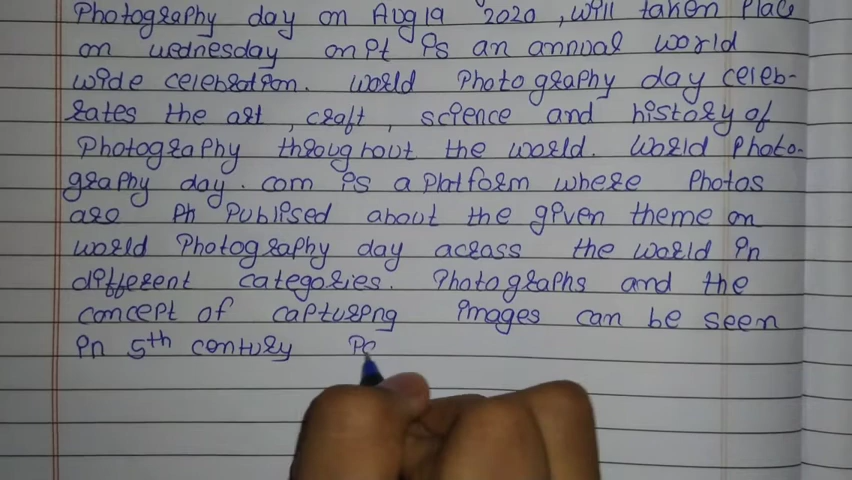 Photography day on Aug 19 2020, will taken place
on wednesday on it is an annual world
wide celebration. World Photography day celeb-
rates the art, craft, science and history of
Photography throughout the world. World Photo-
graphy day.com is a Platform where Photos
are in Publised about the given theme on
world Photography day across the world in
different categories. Photographs and the
concept of capturing images can be seen
in 5th contury